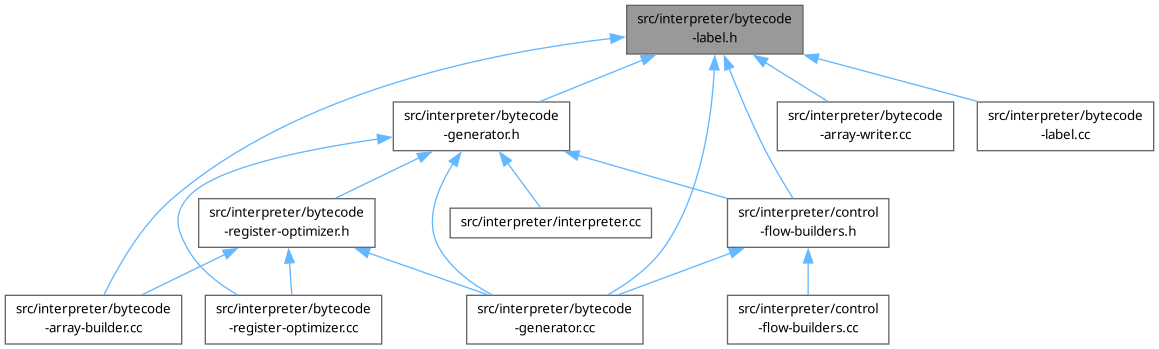 src/interpreter/bytecode
-label.h
src/interpreter/bytecode
-generator.h
src/interpreter/bytecode
-array-writer.cc
src/interpreter/bytecode
-label.cc
src/interpreter/bytecode
-register-optimizer.h
src/interpreter/interpreter.cc
src/interpreter/control
-flow-builders.h
src/interpreter/bytecode
-array-builder.cc
src/interpreter/bytecode
-register-optimizer.cc
src/interpreter/bytecode
-generator.cc
src/interpreter/control
-flow-builders.cc